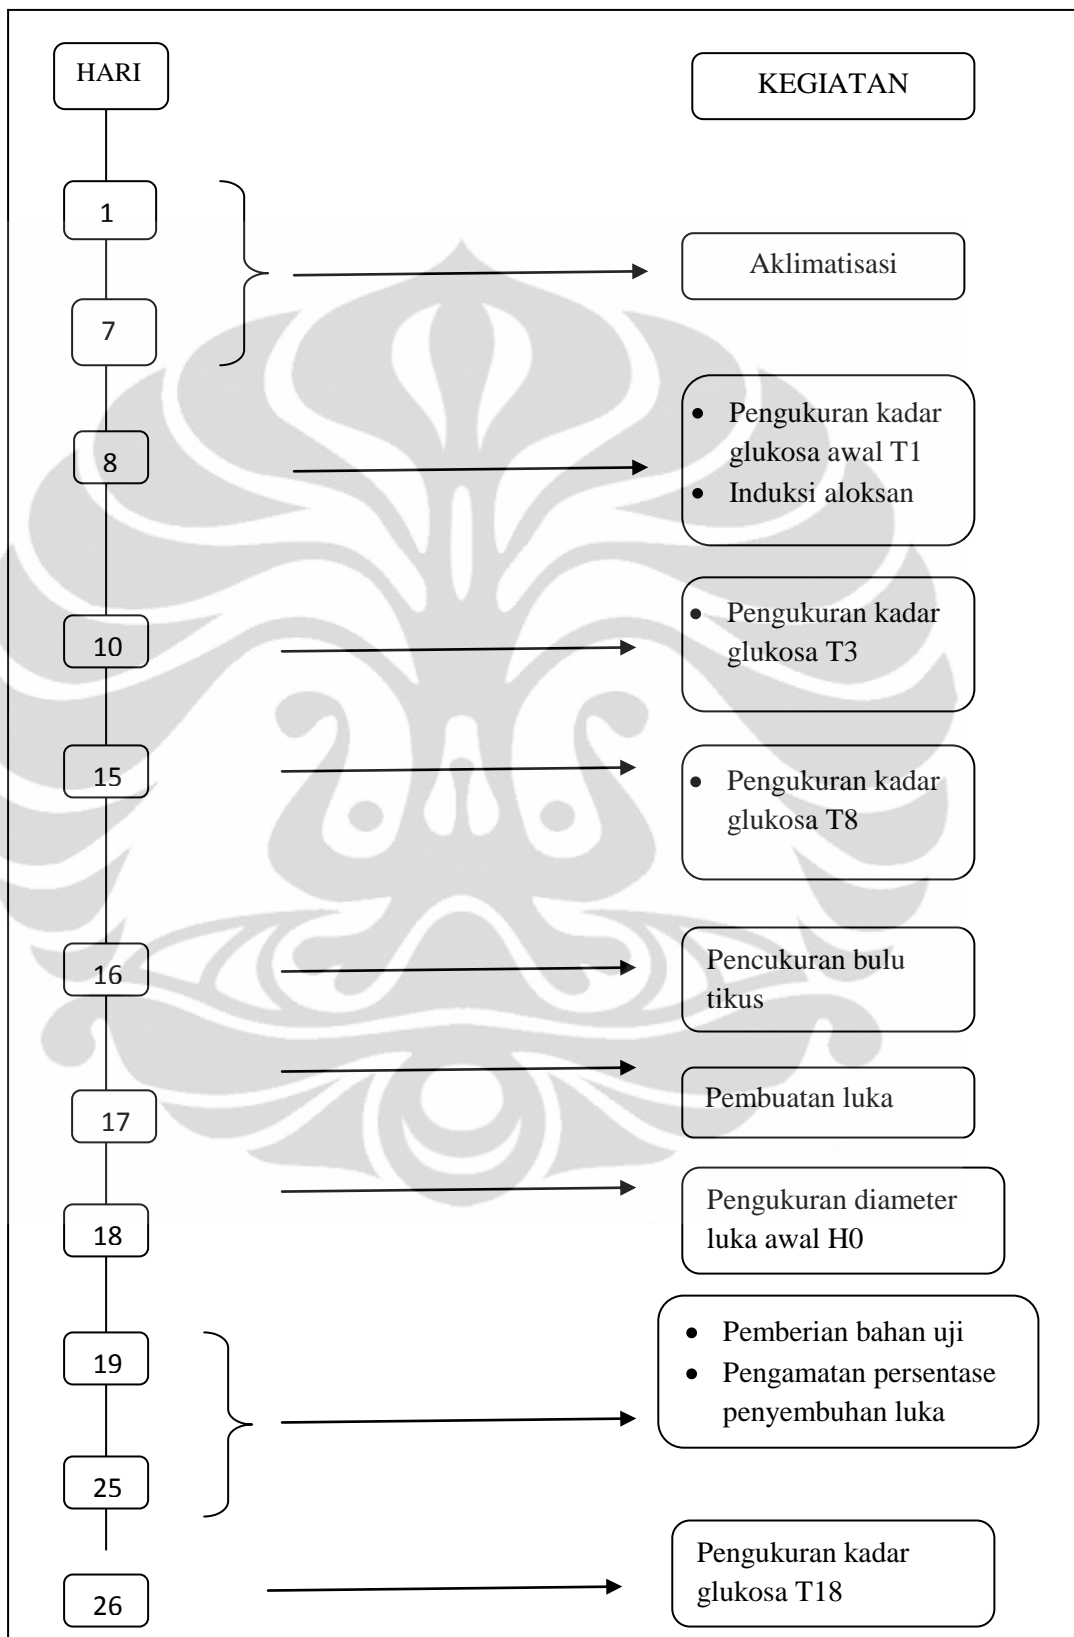 HARI
KEGIATAN
1
Aklimatisasi
7
8
• Pengukuran kadar
glukosa awal T1
• Induksi aloksan
10
• Pengukuran kadar
glukosa T3
15
• Pengukuran kadar
glukosa T8
16
Pencukuran bulu
tikus
17
Pembuatan luka
18
Pengukuran diameter
luka awal H0
19
• Pemberian bahan uji
• Pengamatan persentase
penyembuhan luka
25
26
Pengukuran kadar
glukosa T18